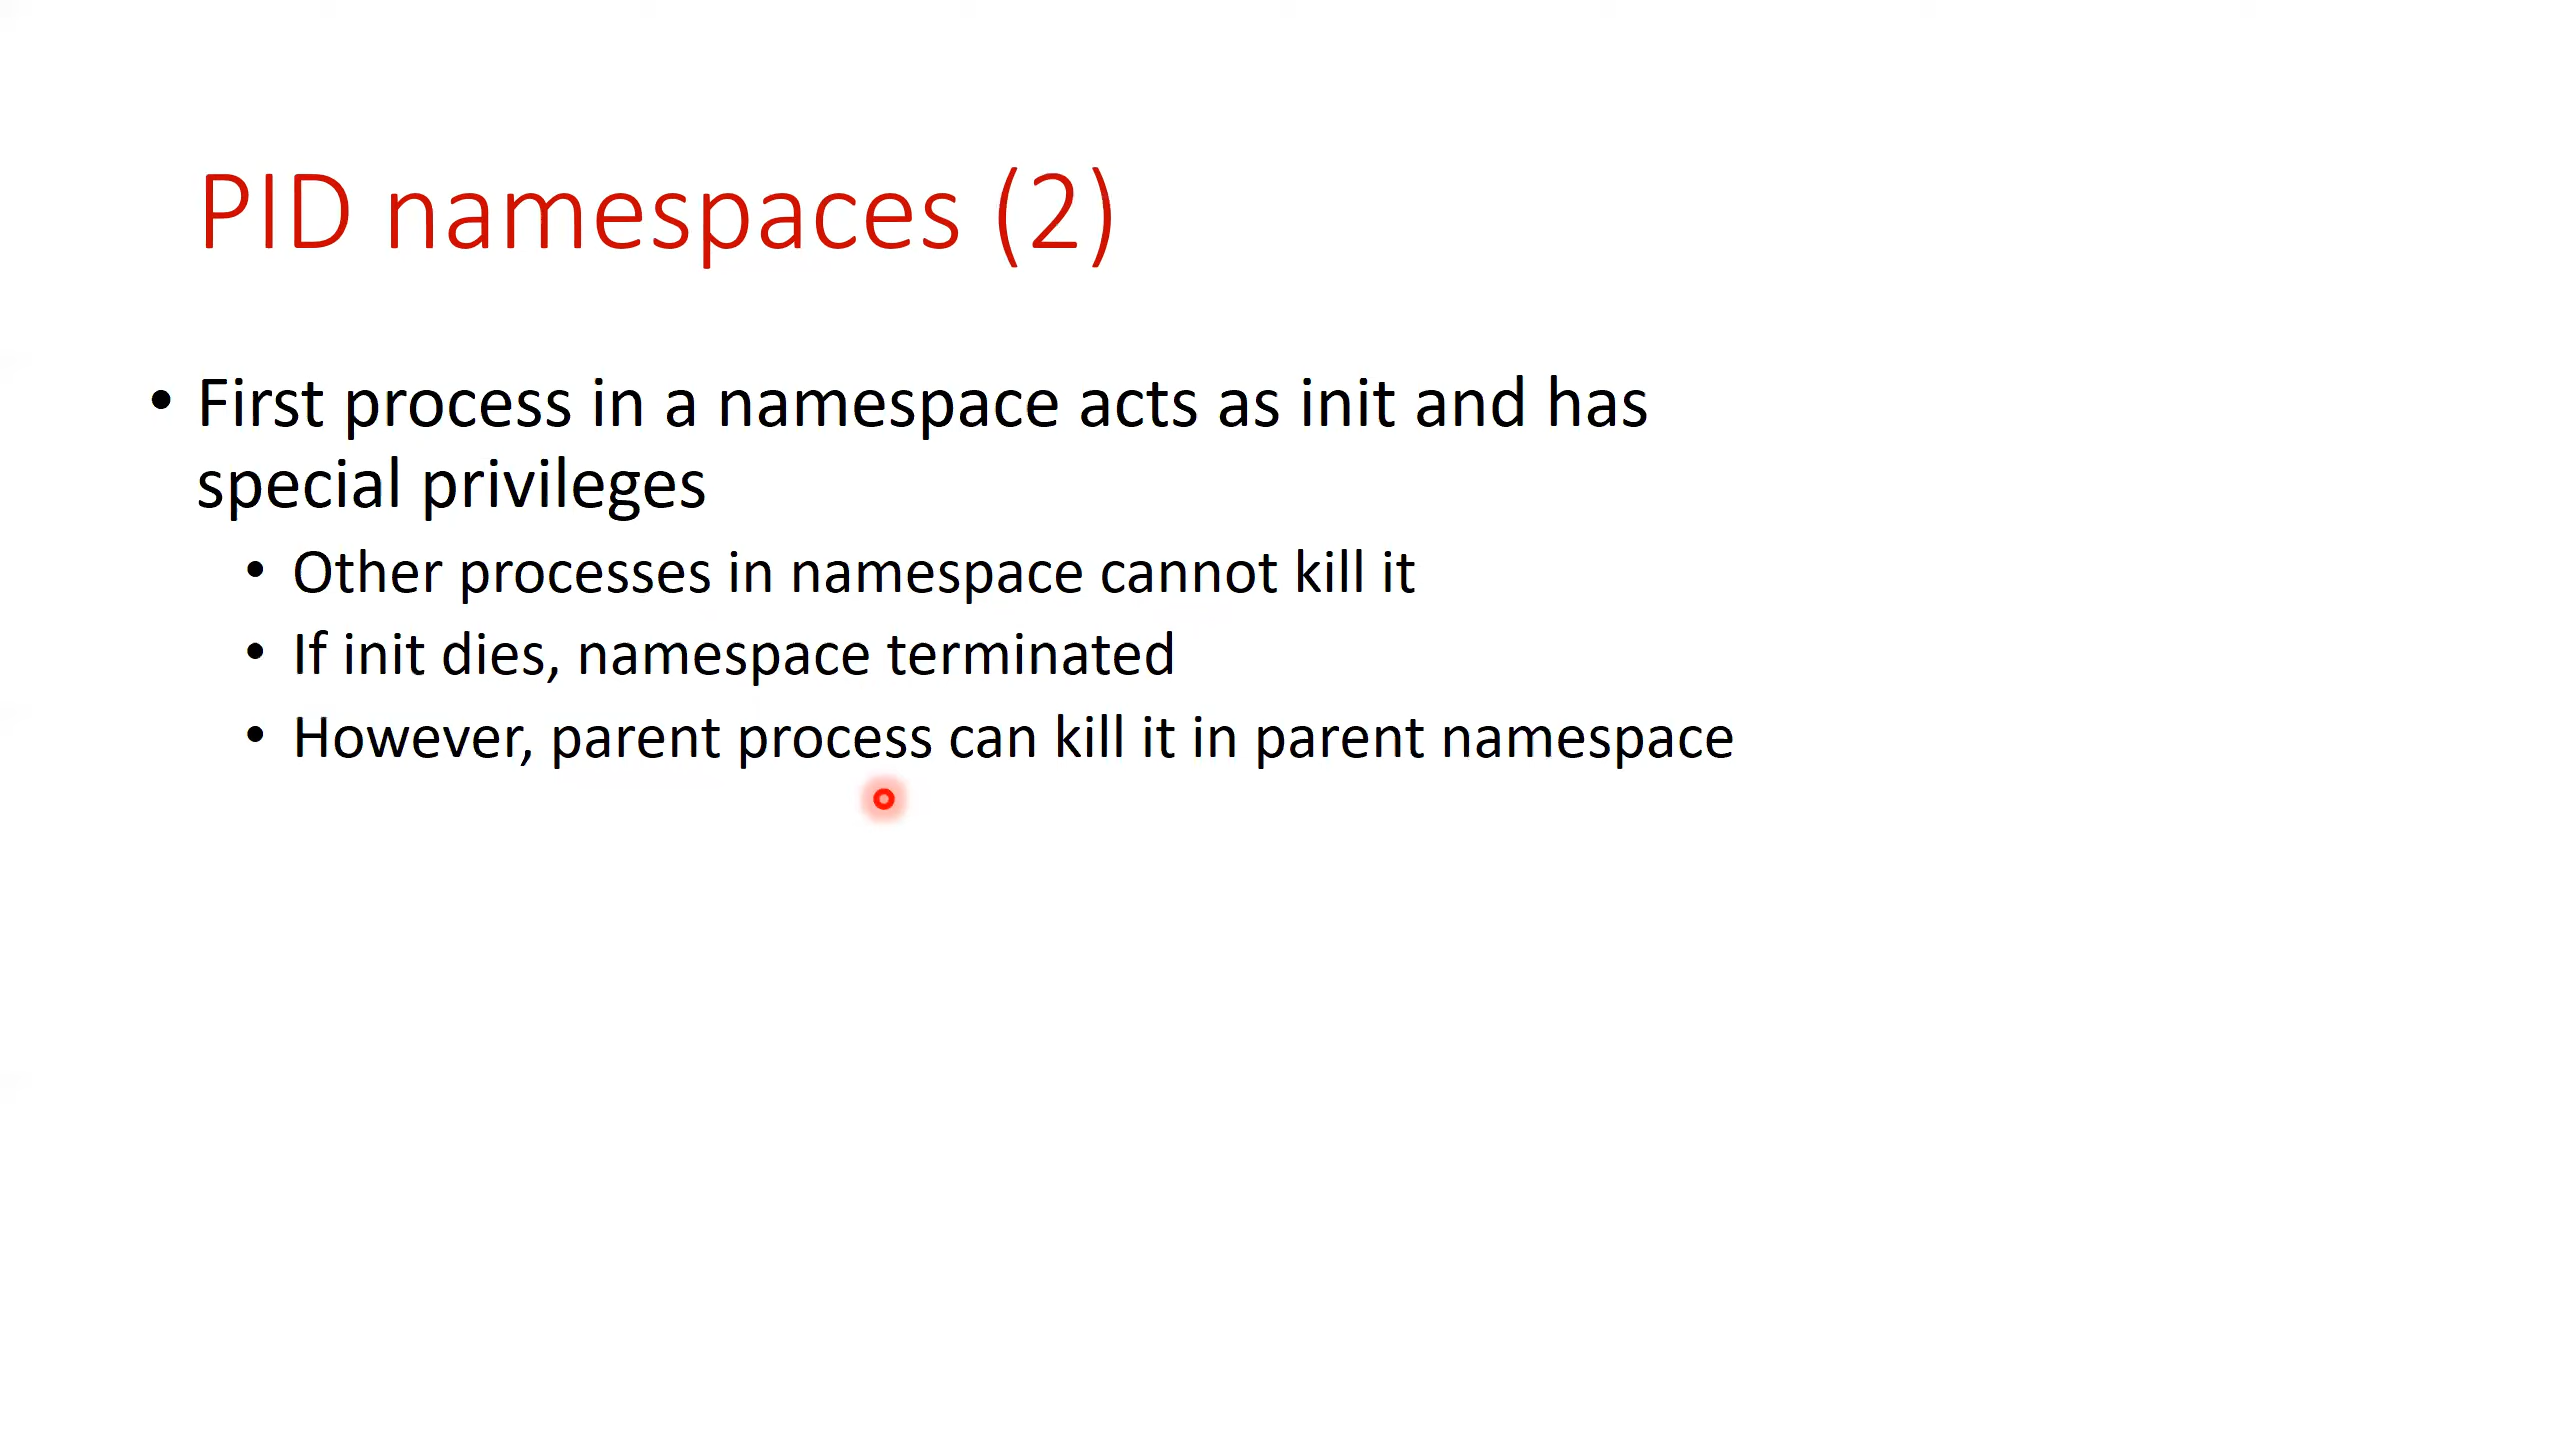 PID namespaces (2)
• First process in a namespace acts as init and has
special privileges
• Other processes in namespace cannot kill it
• If init dies, namespace terminated
• However, parent process can kill it in parent namespace